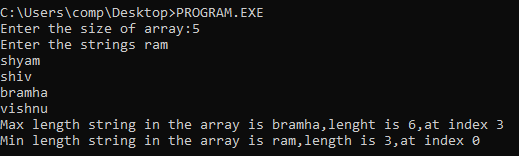 C:\Users\comp\Desktop>PROGRAM.EXE
Enter the size of array:5
Enter the strings ram
shyam
shiv
bramha
vishnu
Max length string in the array is bramha,lenght is 6,at index 3
Min length string in the array is ram,length is 3,at index 0